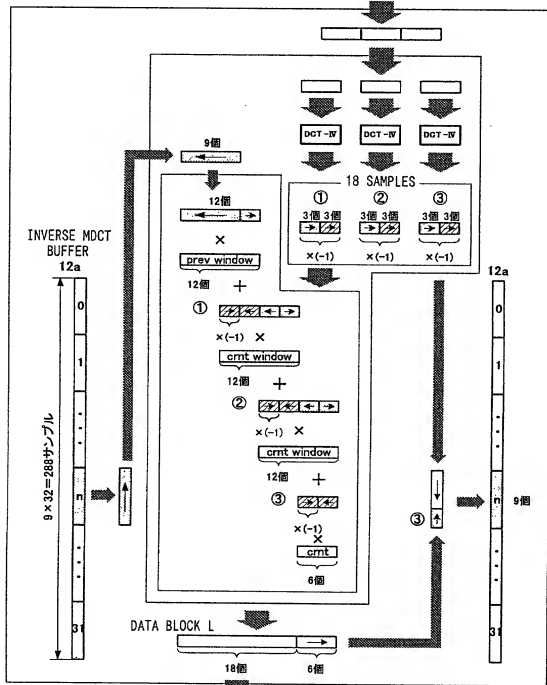 DCT-IV DCT-IV DCT-IV
9個
① ② ③
18 SAMPLES
12個
3個 3個 3個 3個 3個 3個
×(-1) ×(-1) ×(-1)
INVERSE MDCT
BUFFER
12a
12a
×
prev window
12個 +
①
×(-1) ×
crnt window
12個 +
②
×(-1) ×
crnt window
12個 +
③
×(-1)
×
crnt
6個
0
1
n
31
9×32=288サンプル
③
0
1
n
31
9個
DATA BLOCK L
18個 6個